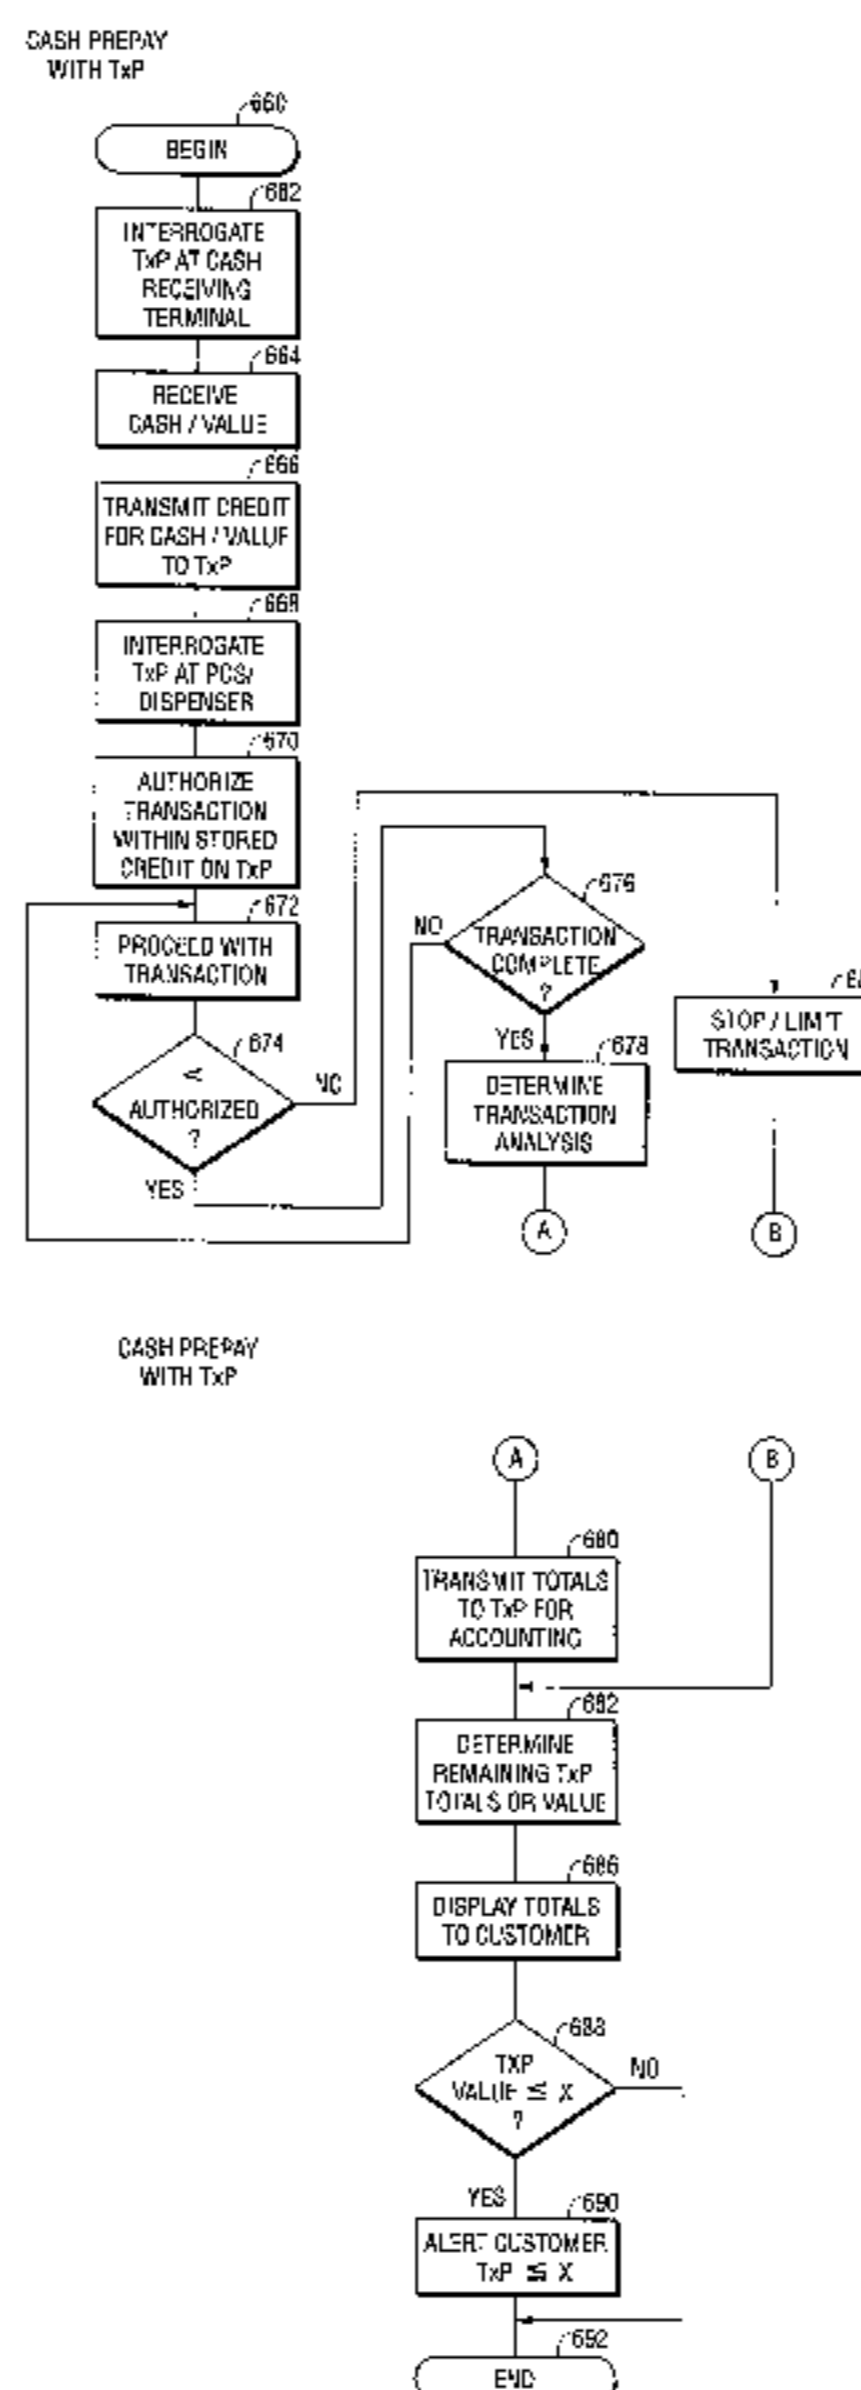 CASH PREPAY
WITH TxP
660
BEGIN
662
INTERROGATE
TxP AT CASH
RECEIVING
TERMINAL
664
RECEIVE
CASH / VALUE
666
TRANSMIT CREDIT
FOR CASH / VALUE
TO TxP
668
INTERROGATE
TxP AT POS/
DISPENSER
670
AUTHORIZE
TRANSACTION
WITHIN STORED
CREDIT ON TxP
672
PROCEED WITH
TRANSACTION
674
<
AUTHORIZED
?
NO
YES
676
TRANSACTION
COMPLETE
?
NO
YES
678
DETERMINE
TRANSACTION
ANALYSIS
A
STOP / LIMIT
TRANSACTION
B
CASH PREPAY
WITH TxP
A
B
680
TRANSMIT TOTALS
TO TxP FOR
ACCOUNTING
682
DETERMINE
REMAINING TxP
TOTALS OR VALUE
686
DISPLAY TOTALS
TO CUSTOMER
688
TXP
VALUE ≤ X
?
NO
YES
690
ALERT CUSTOMER
TxP ≤ X
692
END